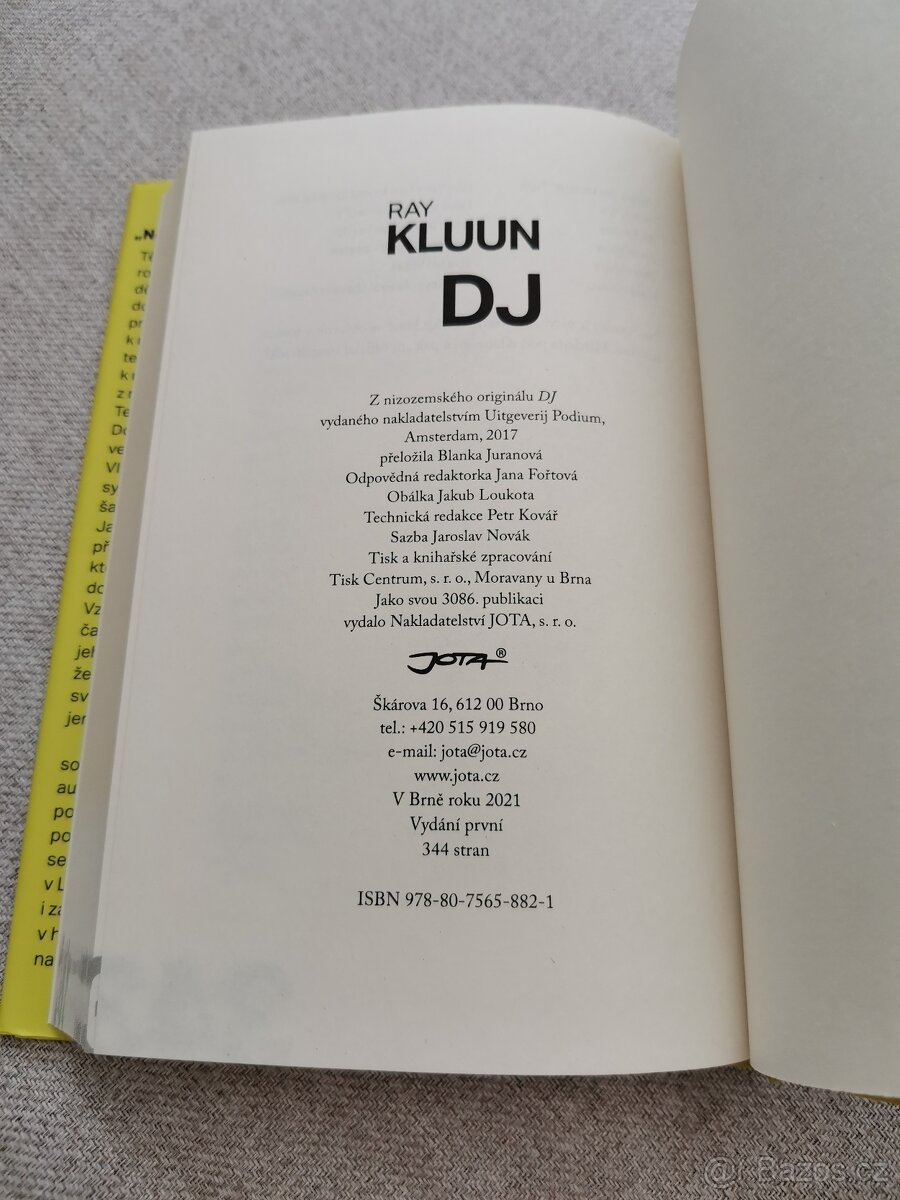 RAY
KLUUN
DJ
Z nizozemského originálu DJ
vydaného nakladatelstvím Uitgeverij Podium,
Amsterdam, 2017
přeložila Blanka Juranová
Odpovědná redaktorka Jana Fořtová
Obálka Jakub Loukota
Technická redakce Petr Kovář
Sazba Jaroslav Novák
Tisk a knihařské zpracování
Tisk Centrum, s. r. o., Moravany u Brna
Jako svou 3086. publikaci
vydalo Nakladatelství JOTA, s. r. o.
JOTA®
Škárova 16, 612 00 Brno
tel.: +420 515 919 580
e-mail: jota@jota.cz
www.jota.cz
V Brně roku 2021
Vydání první
344 stran
ISBN 978-80-7565-882-1
Bazos.cz